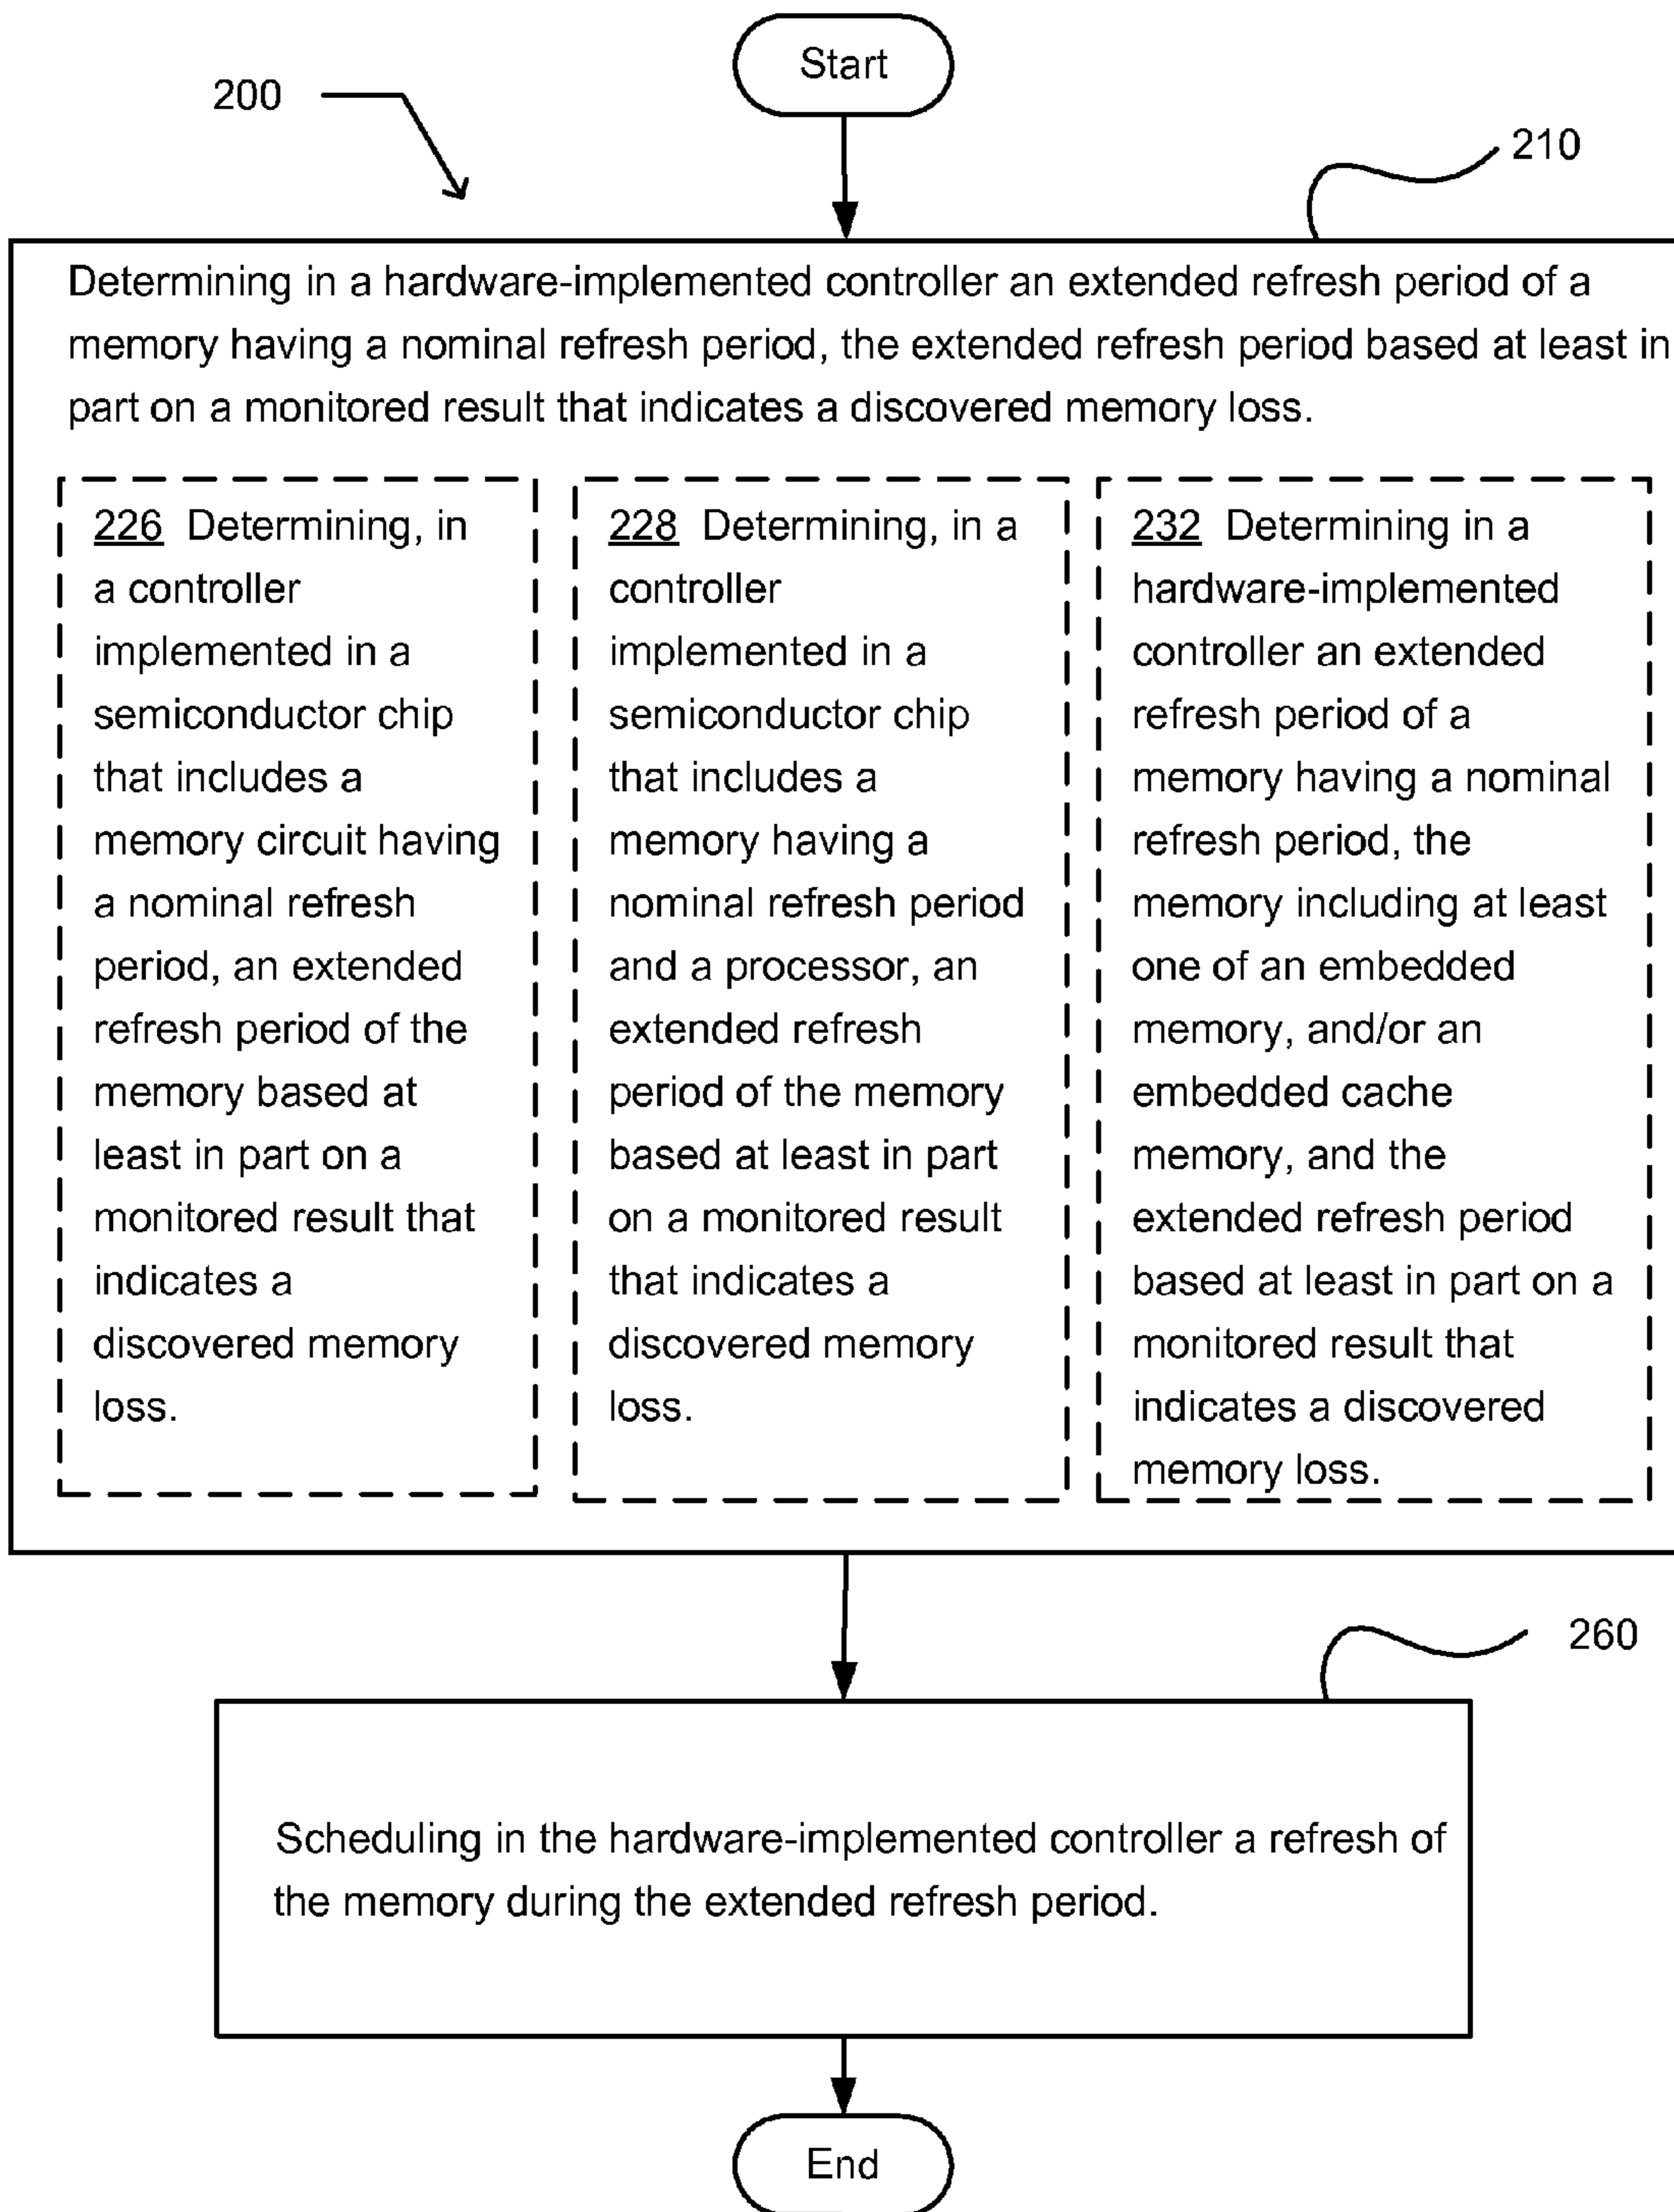 Start
200
210
Determining in a hardware-implemented controller an extended refresh period of a
memory having a nominal refresh period, the extended refresh period based at least in
part on a monitored result that indicates a discovered memory loss.
226 Determining, in
a controller
implemented in a
semiconductor chip
that includes a
memory circuit having
a nominal refresh
period, an extended
refresh period of the
memory based at
least in part on a
monitored result that
indicates a
discovered memory
loss.
228 Determining, in a
controller
implemented in a
semiconductor chip
that includes a
memory having a
nominal refresh period
and a processor, an
extended refresh
period of the memory
based at least in part
on a monitored result
that indicates a
discovered memory
loss.
232 Determining in a
hardware-implemented
controller an extended
refresh period of a
memory having a nominal
refresh period, the
memory including at least
one of an embedded
memory, and/or an
embedded cache
memory, and the
extended refresh period
based at least in part on a
monitored result that
indicates a discovered
memory loss.
260
Scheduling in the hardware-implemented controller a refresh of
the memory during the extended refresh period.
End